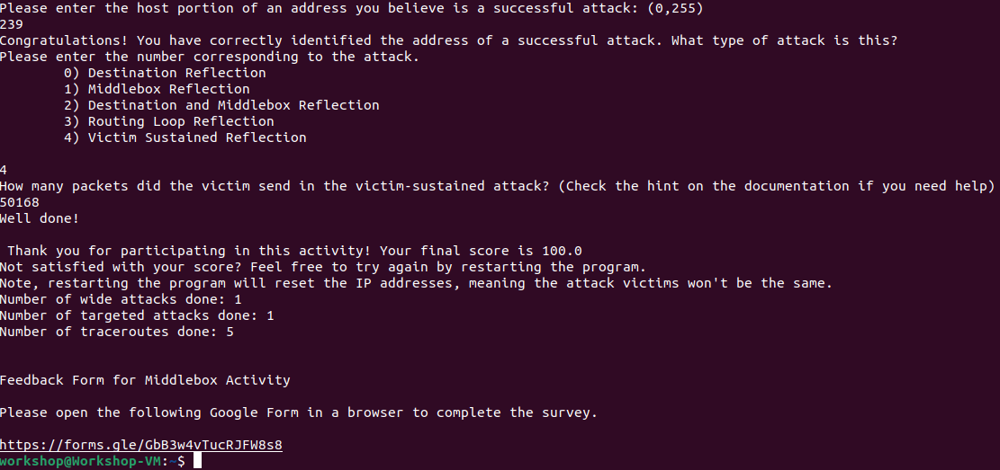 Please enter the host portion of an address you believe is a successful attack: (0,255)
239
Congratulations! You have correctly identified the address of a successful attack. What type of attack is this?
Please enter the number corresponding to the attack.
0) Destination Reflection
1) Middlebox Reflection
2) Destination and Middlebox Reflection
3) Routing Loop Reflection
4) Victim Sustained Reflection
4
How many packets did the victim send in the victim-sustained attack? (Check the hint on the documentation if you need help)
50168
Well done!
Thank you for participating in this activity! Your final score is 100.0
Not satisfied with your score? Feel free to try again by restarting the program.
Note, restarting the program will reset the IP addresses, meaning the attack victims won't be the same.
Number of wide attacks done: 1
Number of targeted attacks done: 1
Number of traceroutes done: 5
Feedback Form for Middlebox Activity
Please open the following Google Form in a browser to complete the survey.
https://forms.gle/GbB3w4vTucRJFW8s8
workshop@Workshop-VM:~$